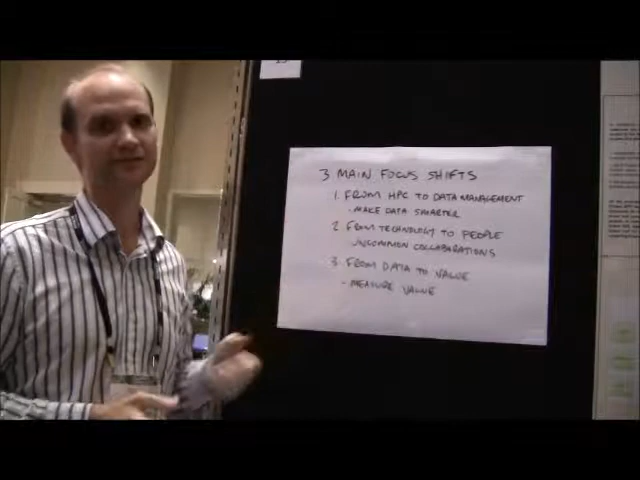 3 MAIN FOCUS SHIFTS
1. FROM HPC TO DATA MANAGEMENT
- MAKE DATA SMARTER
2. FROM TECHNOLOGY TO PEOPLE
UNCOMMON COLLABORATIONS
3. FROM DATA TO VALUE
- MEASURE VALUE